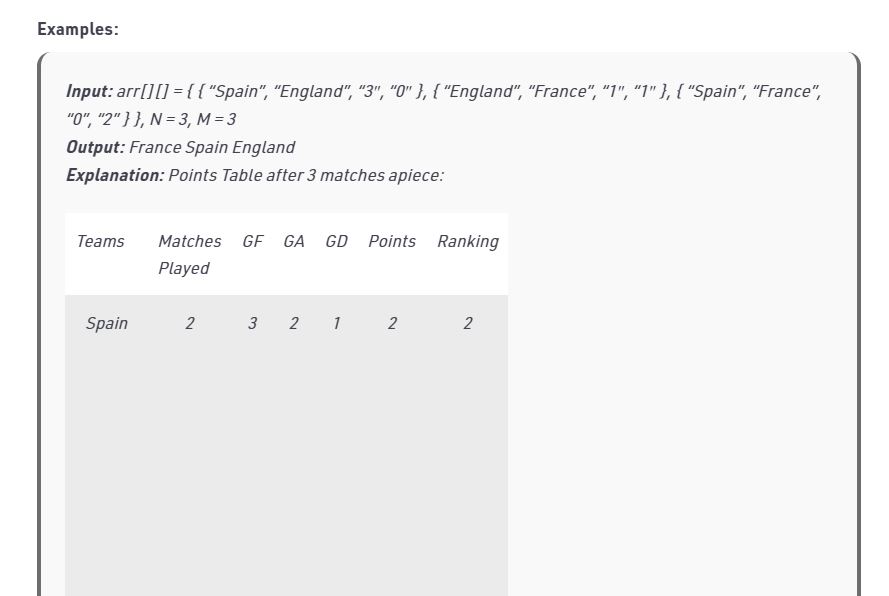 Examples:
Input: arr[][] = { { “Spain”, “England”, “3″, “0″ }, { “England”, “France”, “1″, “1″ }, { “Spain”, “France”,
“0”, “2” } }, N = 3, M = 3
Output: France Spain England
Explanation: Points Table after 3 matches apiece:
Teams Matches GF GA GD Points Ranking
Played
Spain 2 3 2 1 2 2